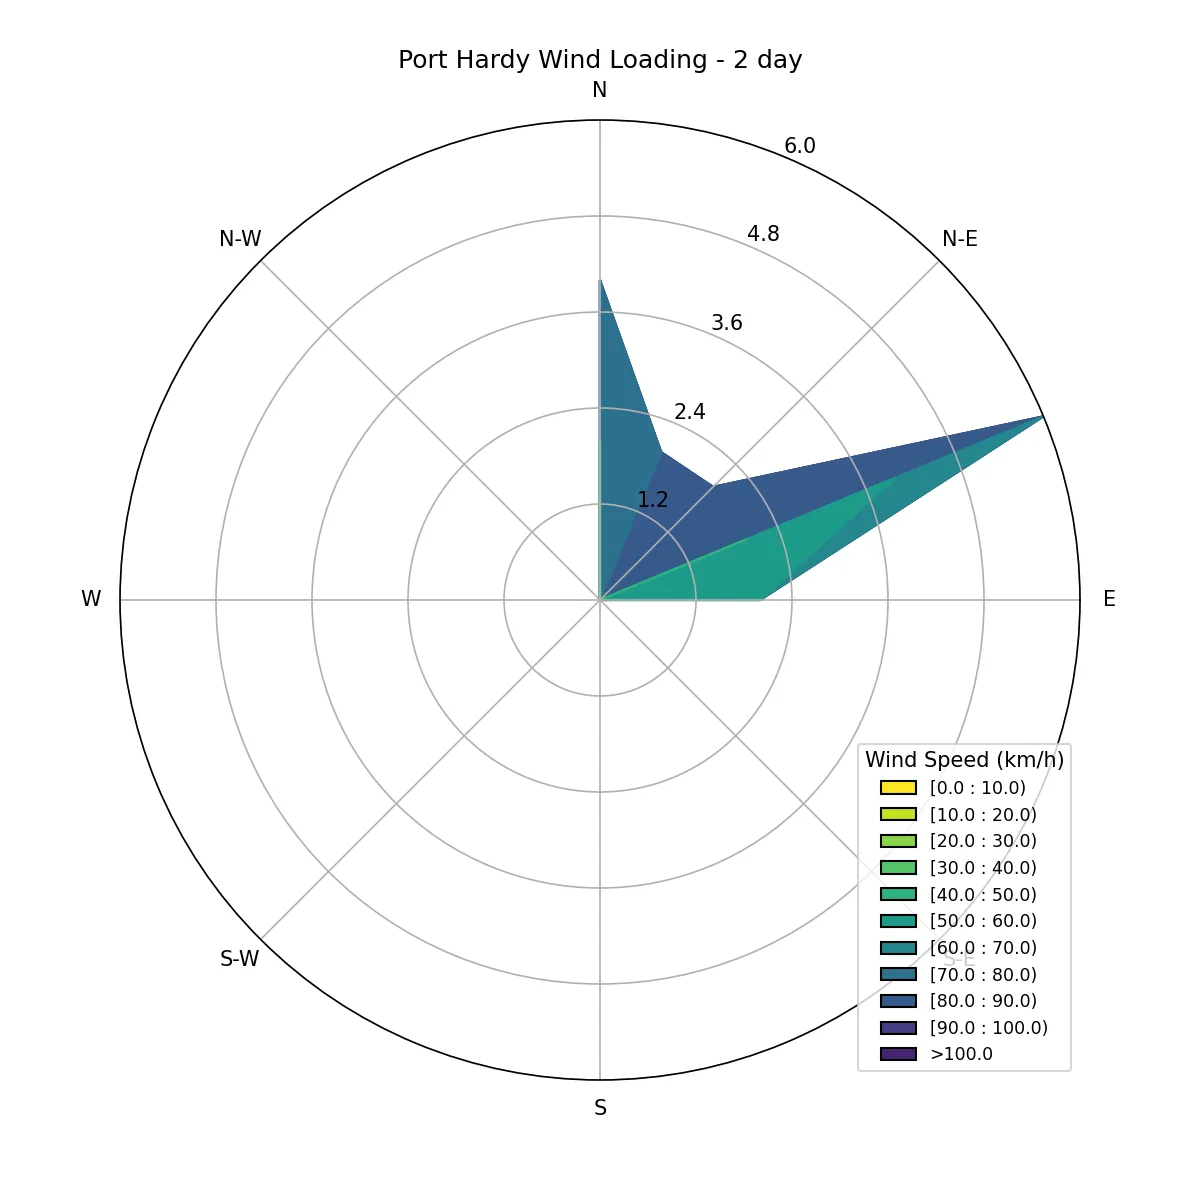 Port Hardy Wind Loading - 2 day
N
6.0
4.8
N-W
N-E
3.6
2.4
1.2
W
E
Wind Speed (km/h)
[0.0 : 10.0)
[10.0 : 20.0)
[20.0 : 30.0)
[30.0 : 40.0)
[40.0 : 50.0)
[50.0 : 60.0)
[60.0 : 70.0)
S-W
S-E
[70.0 : 80.0)
[80.0 : 90.0)
[90.0 : 100.0)
>100.0
S